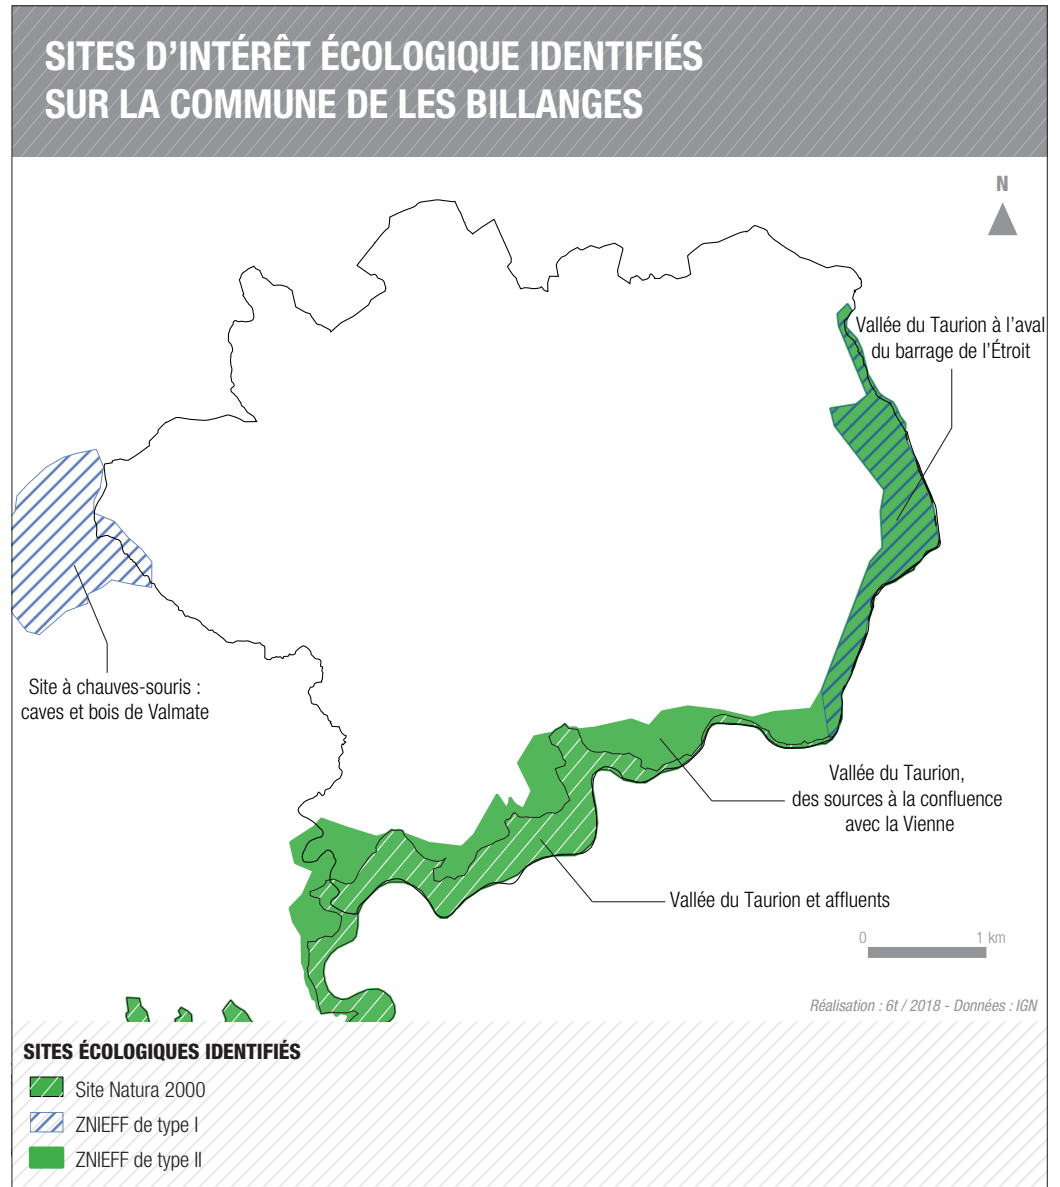 SITES D'INTÉRÊT ÉCOLOGIQUE IDENTIFIÉS
SUR LA COMMUNE DE LES BILLANGES
N
Vallée du Taurion à l'aval
du barrage de l'Étroit
Site à chauves-souris :
caves et bois de Valmate
Vallée du Taurion,
des sources à la confluence
avec la Vienne
Vallée du Taurion et affluents
0 1 km
Réalisation : 6t / 2018 - Données : IGN
SITES ÉCOLOGIQUES IDENTIFIÉS
Site Natura 2000
ZNIEFF de type I
ZNIEFF de type II